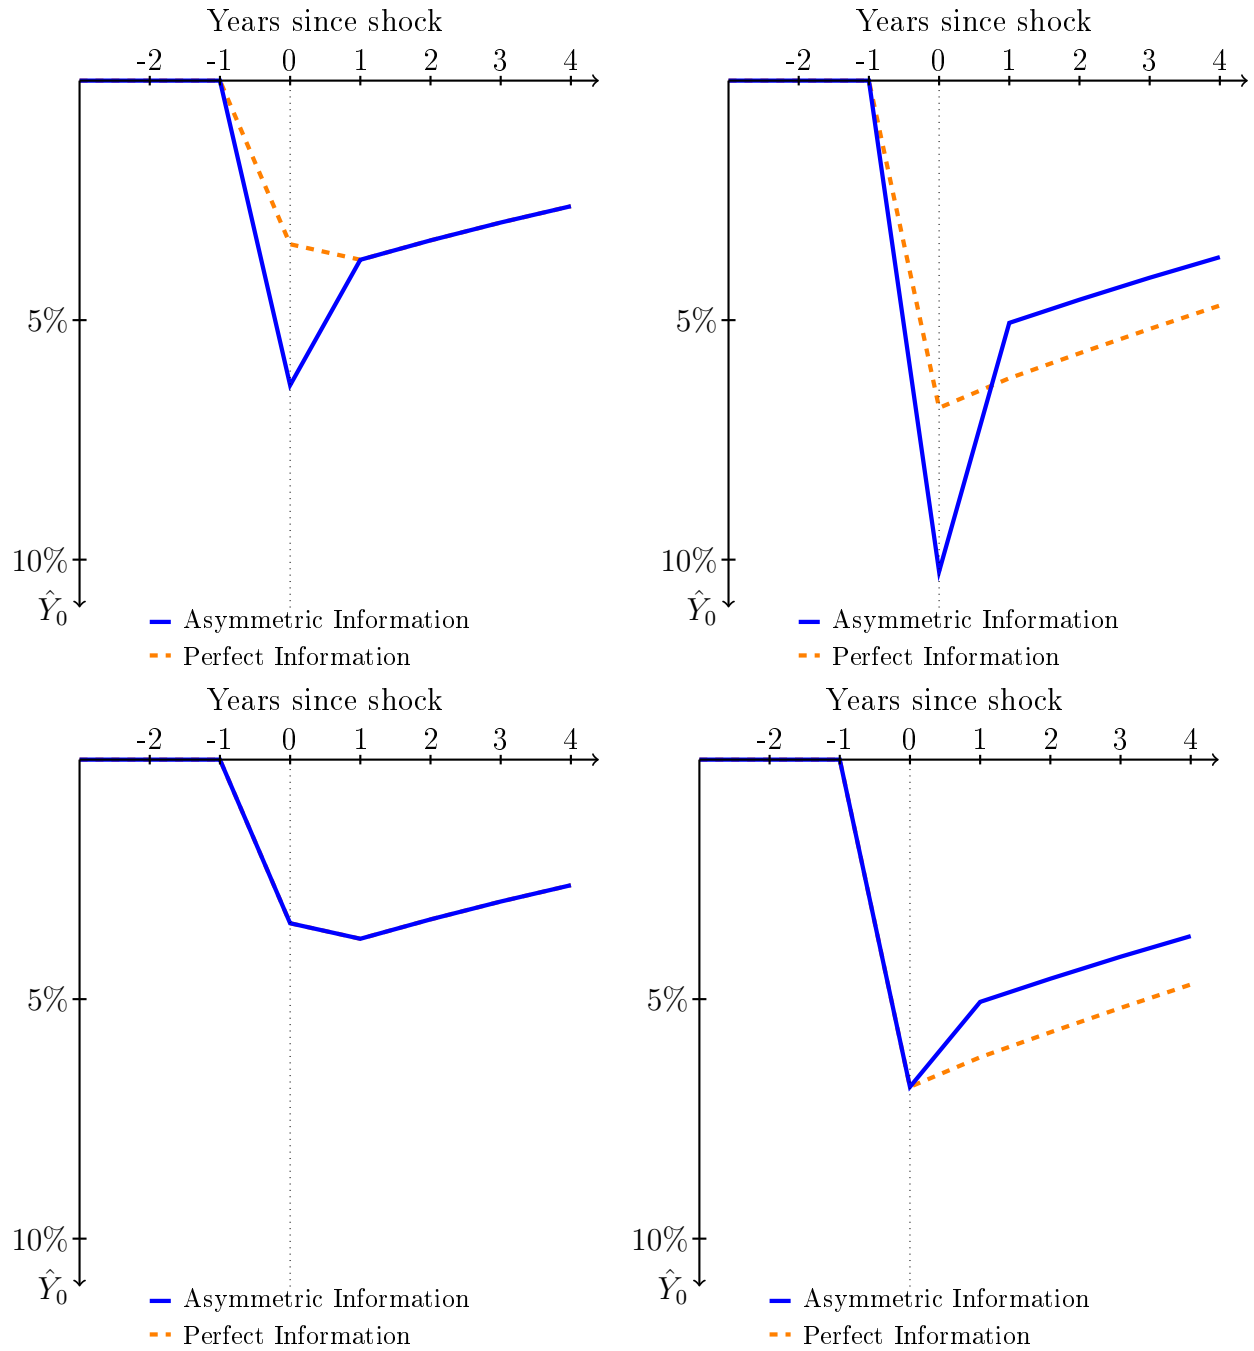 Years since shock
-2 -1 0 1 2 3 4
5%
10%
Ŷ₀
Asymmetric Information
Perfect Information
Years since shock
-2 -1 0 1 2 3 4
5%
10%
Ŷ₀
Asymmetric Information
Perfect Information
Years since shock
-2 -1 0 1 2 3 4
5%
10%
Ŷ₀
Asymmetric Information
Perfect Information
Years since shock
-2 -1 0 1 2 3 4
5%
10%
Ŷ₀
Asymmetric Information
Perfect Information